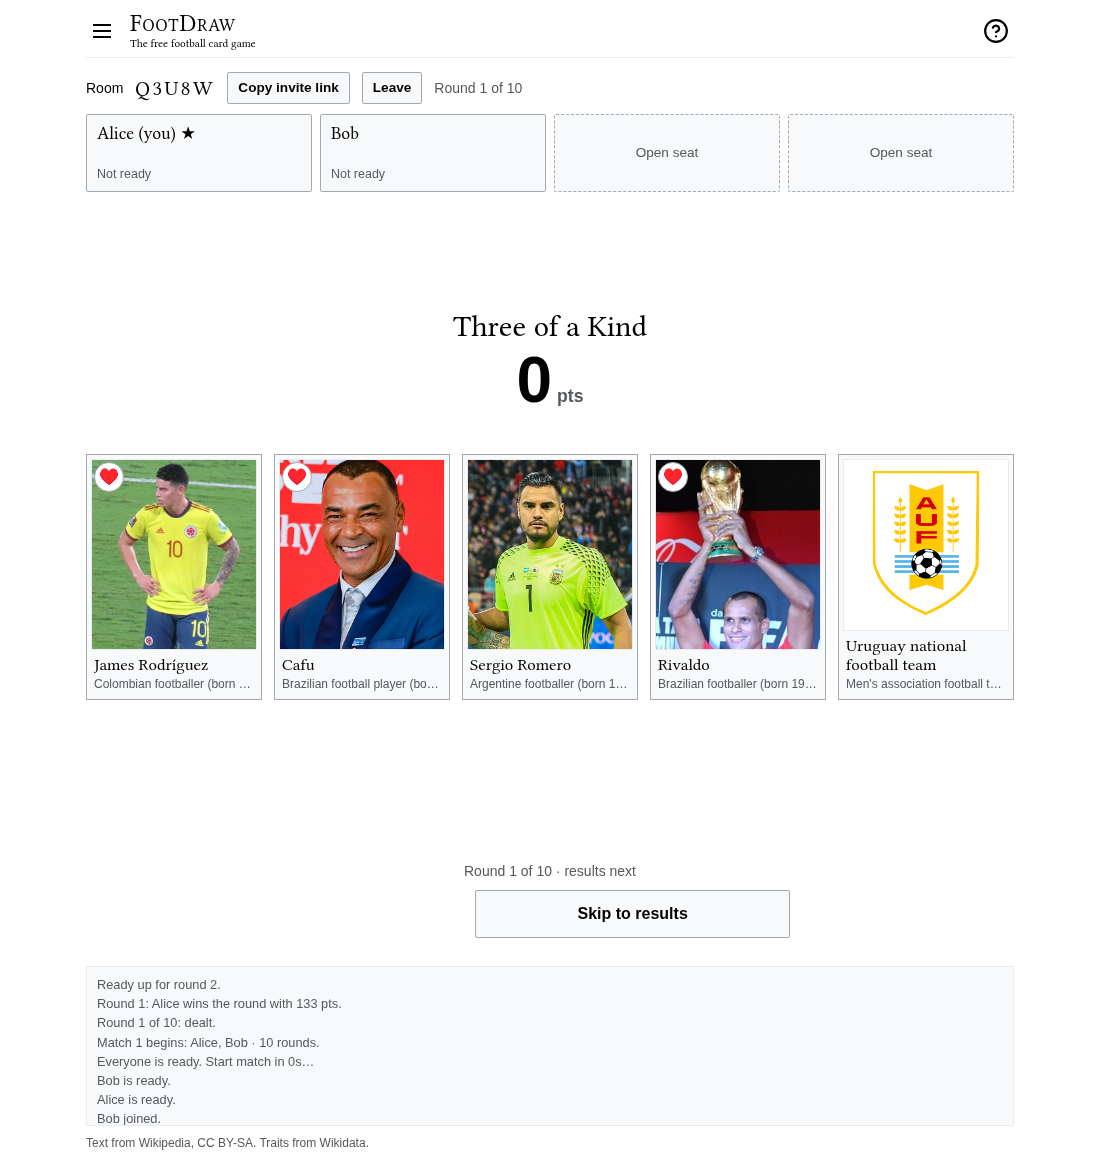 FootDraw
The free football card game
Room Q3U8W Copy invite link Leave Round 1 of 10
Alice (you) ★
Not ready
Bob
Not ready
Open seat
Open seat
Three of a Kind
0 pts
10
10
James Rodríguez
Colombian footballer (born …
hy
Cafu
Brazilian football player (bo…
1
Sergio Romero
Argentine footballer (born 1…
da
Rivaldo
Brazilian footballer (born 19…
AUF
Uruguay national
football team
Men's association football t…
Round 1 of 10 · results next
Skip to results
Ready up for round 2.
Round 1: Alice wins the round with 133 pts.
Round 1 of 10: dealt.
Match 1 begins: Alice, Bob · 10 rounds.
Everyone is ready. Start match in 0s…
Bob is ready.
Alice is ready.
Bob joined.
Text from Wikipedia, CC BY-SA. Traits from Wikidata.